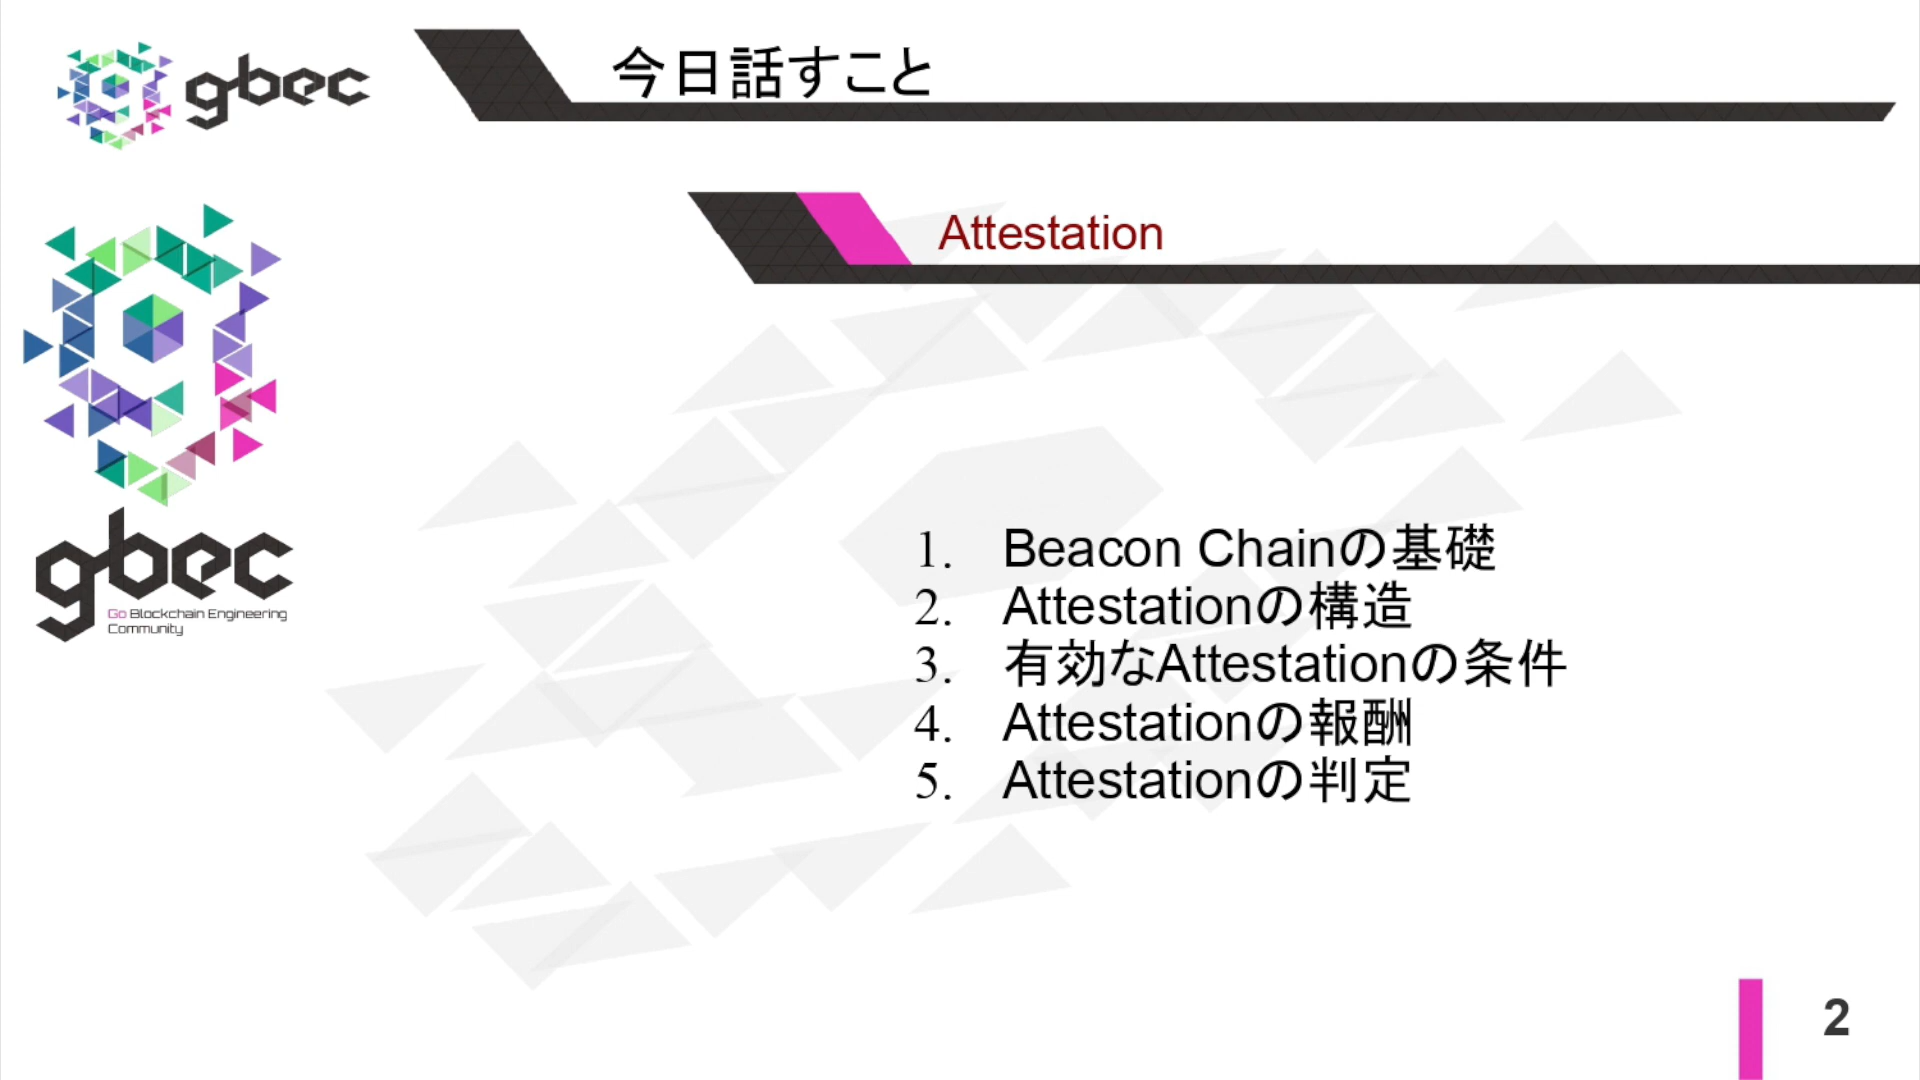 gbec
今日話すこと
Attestation
gbec
Go Blockchain Engineering
Community
1. Beacon Chainの基礎
2. Attestationの構造
3. 有効なAttestationの条件
4. Attestationの報酬
5. Attestationの判定
2